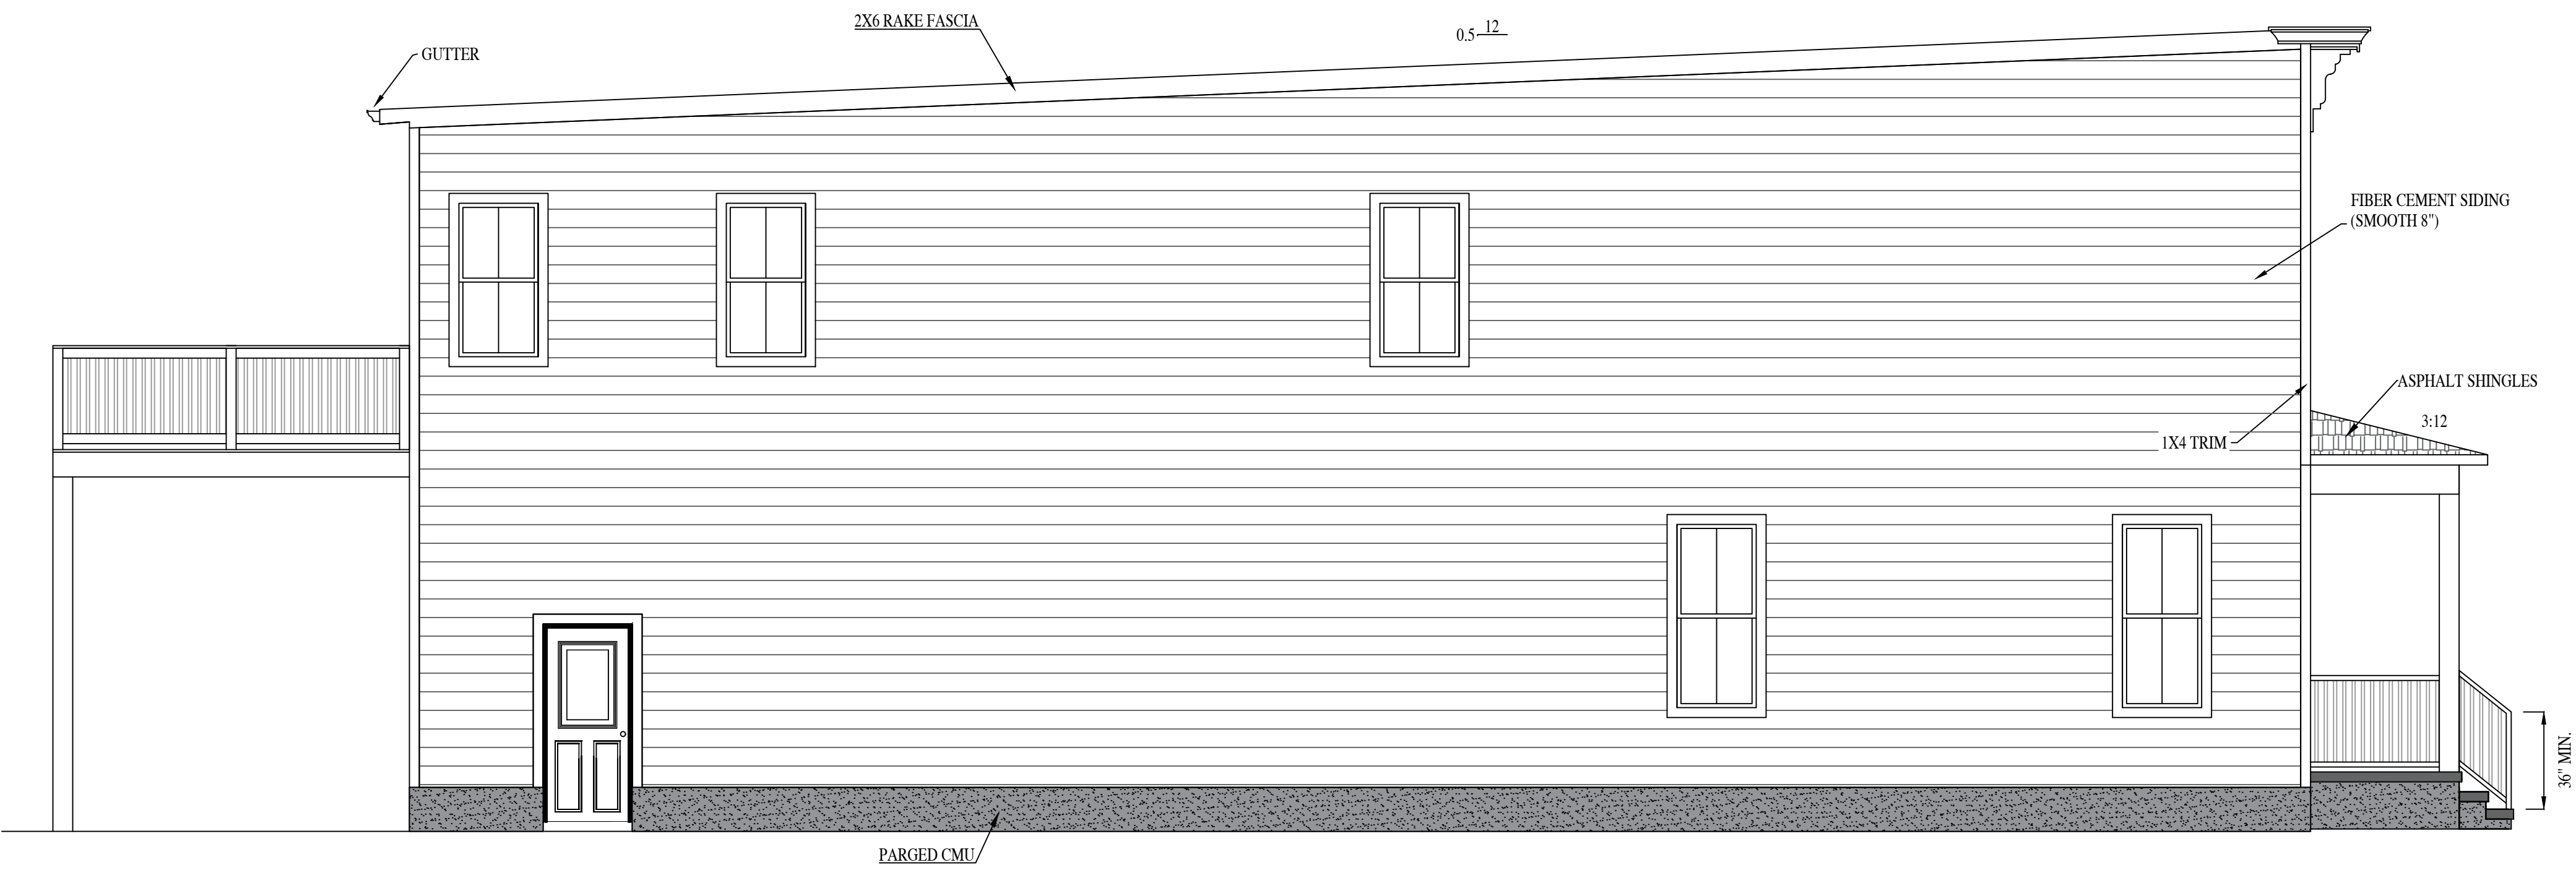 2X6 RAKE FASCIA
12
0.5
GUTTER
FIBER CEMENT SIDING
(SMOOTH 8")
ASPHALT SHINGLES
3:12
1X4 TRIM
36" MIN.
PARGED CMU